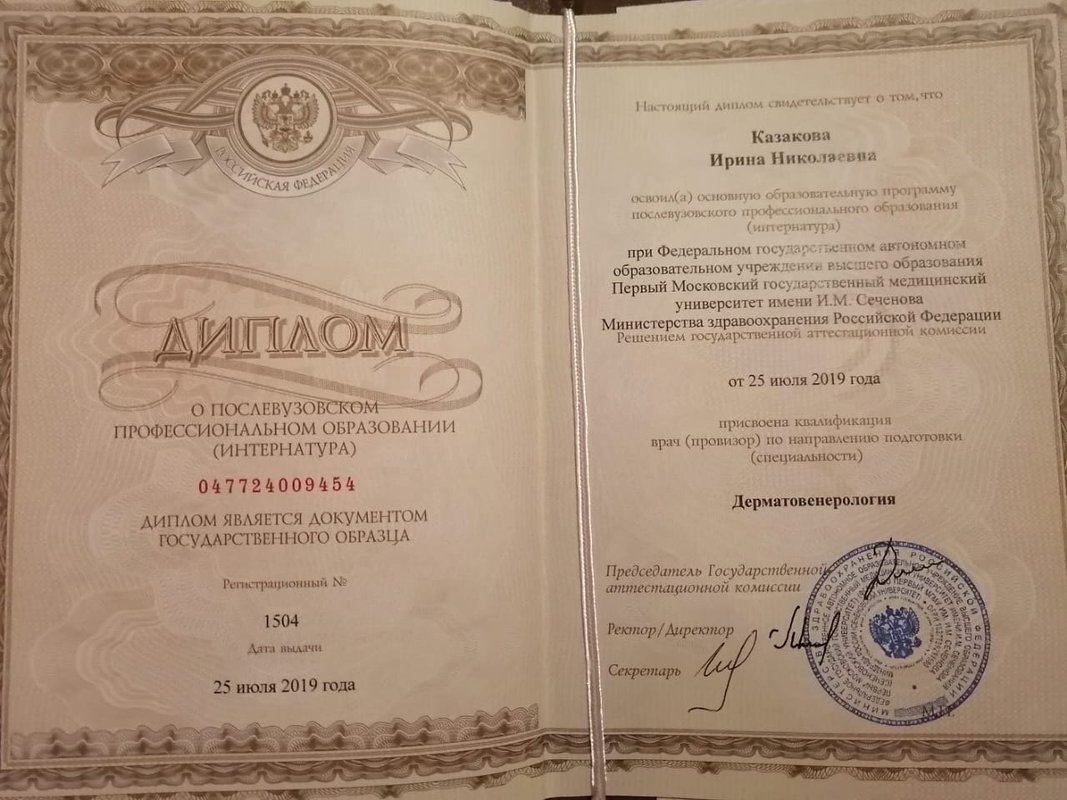 РОССИЙСКАЯ ФЕДЕРАЦИЯ
ДИПЛОМ
О ПОСЛЕВУЗОВСКОМ
ПРОФЕССИОНАЛЬНОМ ОБРАЗОВАНИИ
(ИНТЕРНАТУРА)
047724009454
ДИПЛОМ ЯВЛЯЕТСЯ ДОКУМЕНТОМ
ГОСУДАРСТВЕННОГО ОБРАЗЦА
Регистрационный №
1504
Дата выдачи
25 июля 2019 года
Настоящий диплом свидетельствует о том, что
Казакова
Ирина Николаевна
освоил(а) основную образовательную программу
послевузовского профессионального образования
(интернатура)
при Федеральном государственном автономном
образовательном учреждении высшего образования
Первый Московский государственный медицинский
университет имени И.М. Сеченова
Министерства здравоохранения Российской Федерации
Решением государственной аттестационной комиссии
от 25 июля 2019 года
присвоена квалификация
врач (провизор) по направлению подготовки
(специальности)
Дерматовенерология
Председатель Государственной
аттестационной комиссии
Ректор/Директор
Секретарь
МИНИСТЕРСТВО ЗДРАВООХРАНЕНИЯ РОССИЙСКОЙ ФЕДЕРАЦИИ
М.П.